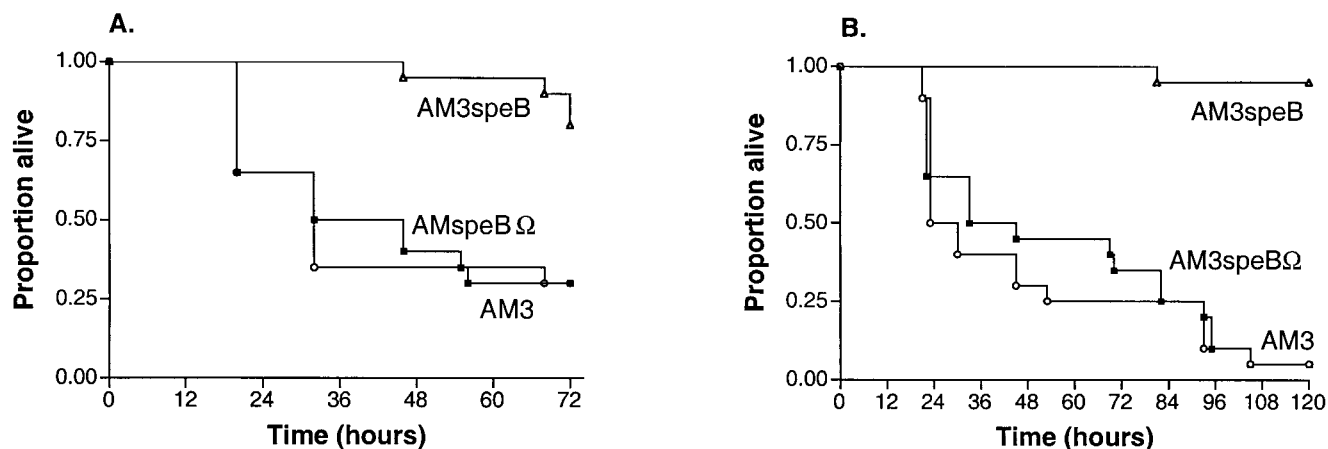 A.
1.00
0.75
0.50
0.25
0.00
Proportion alive
AM3speB
AMspeB Ω
AM3
0 12 24 36 48 60 72
Time (hours)
B.
1.00
0.75
0.50
0.25
0.00
Proportion alive
AM3speB
AM3speBΩ
AM3
0 12 24 36 48 60 72 84 96 108 120
Time (hours)